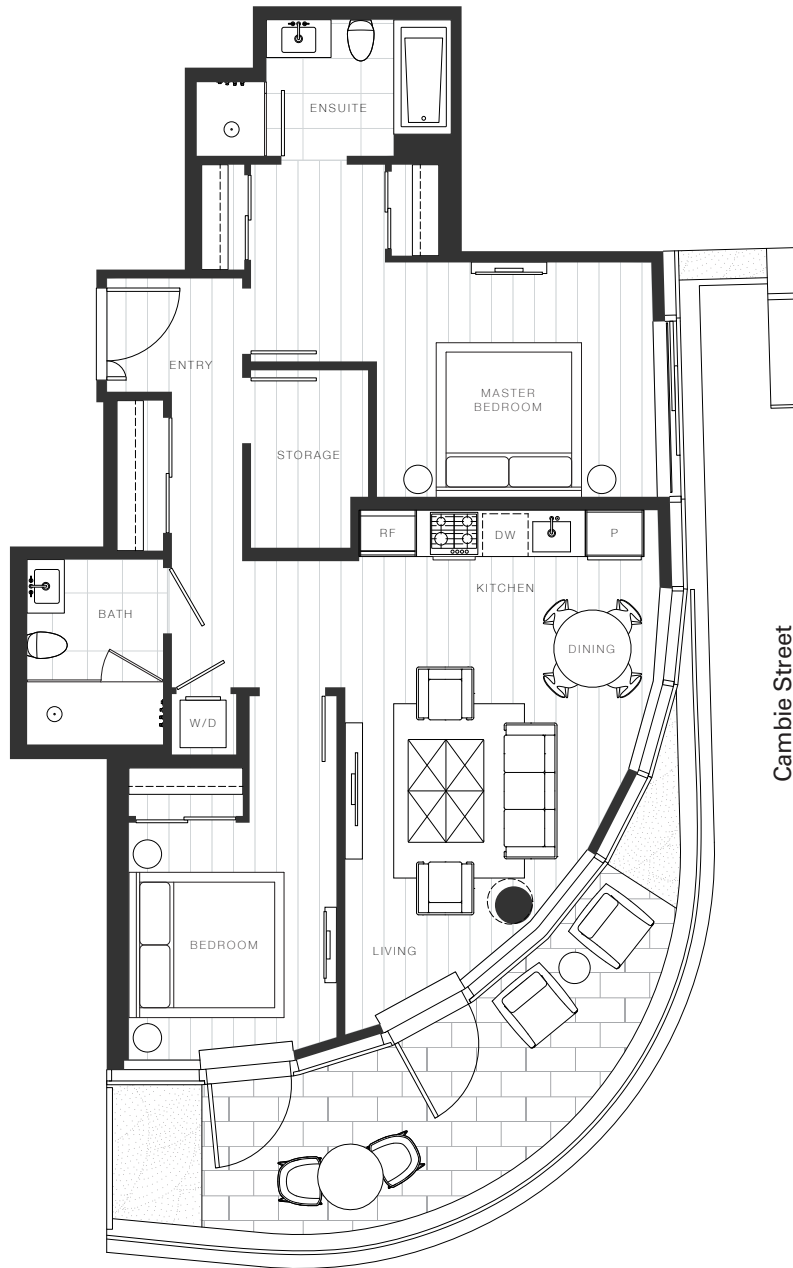 ENSUITE
ENTRY
MASTER
BEDROOM
STORAGE
RF
DW
P
KITCHEN
BATH
DINING
W/D
BEDROOM
LIVING
Cambie Street